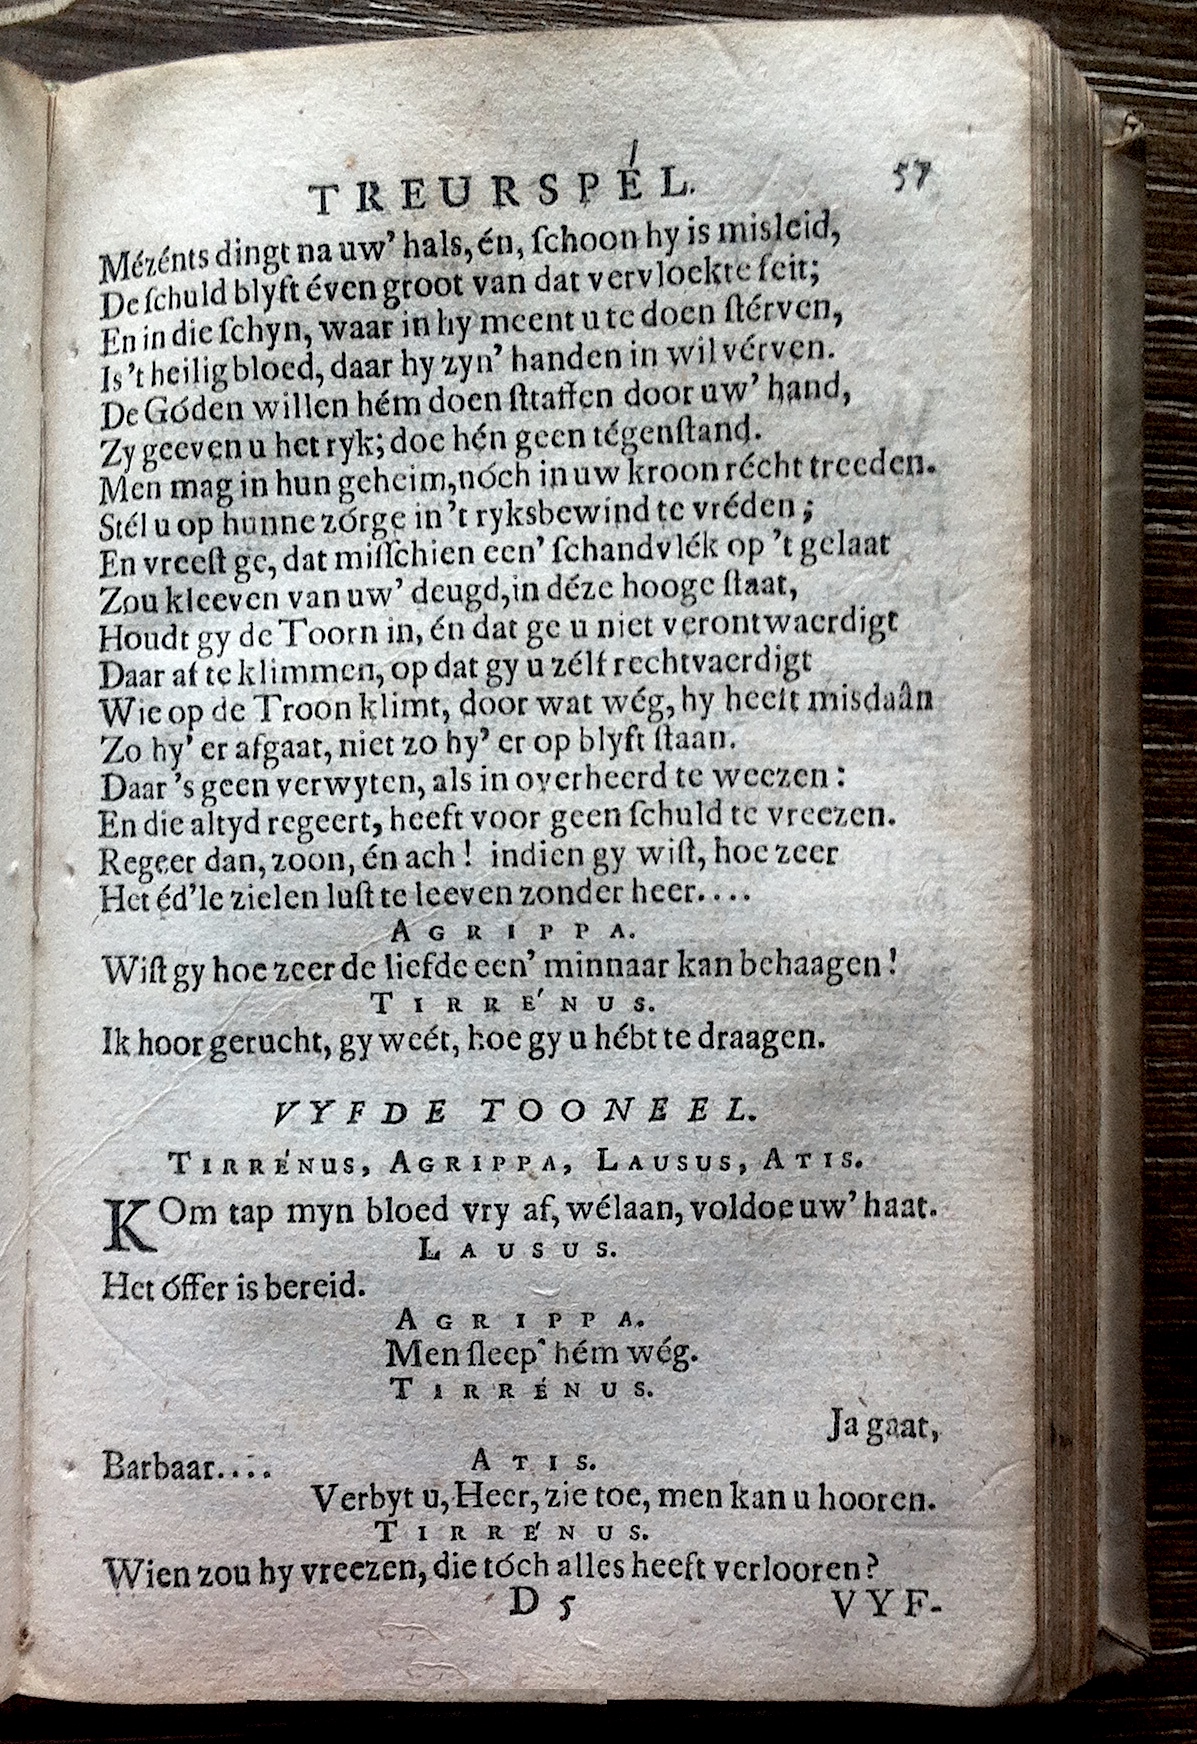 TREURSPÉL. 57
Mézénts dingt na uw' hals, én, ſchoon hy is misleid,
De ſchuld blyft éven groot van dat vervloekte feit;
En in die ſchyn, waar in hy meent u te doen ſtérven,
Is 't heilig bloed, daar hy zyn' handen in wil vérven.
De Góden willen hém doen ſtraffen door uw' hand,
Zy geeven u het ryk; doe hén geen tégenſtand.
Men mag in hun geheim, nóch in uw kroonrécht treeden.
Stél u op hunne zórge in 't ryksbewind te vréden;
En vreeſt ge, dat miſſchien een' ſchandvlék op 't gelaat
Zou kleeven van uw' deugd, in déze hooge ſtaat,
Houdt gy de Toorn in, én dat ge u niet verontwaerdigt
Daar af te klimmen, op dat gy u zélf rechtvaerdigt
Wie op de Troon klimt, door wat wég, hy heeft misdaân
Zo hy' er afgaat, niet zo hy' er op blyft ſtaan.
Daar 's geen verwyten, als in overheerd te weezen:
En die altyd regeert, heeft voor geen ſchuld te vreezen.
Regeer dan, zoon, én ach! indien gy wiſt, hoe zeer
Het éd'le zielen luſt te leeven zonder heer....
AGRIPPA.
Wiſt gy hoe zeer de liefde een' minnaar kan behaagen!
TIRRÉNUS.
Ik hoor gerucht, gy weét, hoe gy u hébt te draagen.
VYFDE TOONEEL.
TIRRÉNUS, AGRIPPA, LAUSUS, ATIS.
KOm tap myn bloed vry af, wélaan, voldoe uw' haat.
LAUSUS.
Het óffer is bereid.
AGRIPPA.
Men ſleep' hém wég.
TIRRÉNUS.
Ja gaat,
Barbaar....
ATIS.
Verbyt u, Heer, zie toe, men kan u hooren.
TIRRÉNUS.
Wien zou hy vreezen, die tóch alles heeft verlooren?
D 5 VYF-